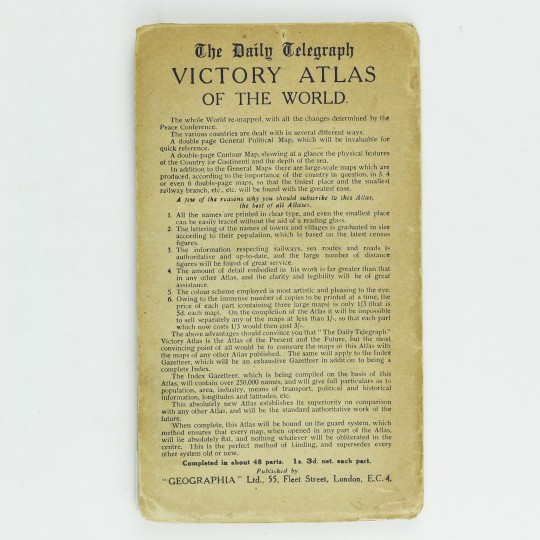 The Daily Telegraph
VICTORY ATLAS
OF THE WORLD.
The whole World re-mapped, with all the changes determined by the
Peace Conference.
The various countries are dealt with in several different ways.
A double page General Political Map, which will be invaluable for
quick reference.
A double-page Contour Map, showing at a glance the physical features
of the Country (or Continent) and the depth of the sea.
In addition to the General Maps there are large-scale maps which are
produced, according to the importance of the country in question, in 3, 4
or even 6 double-page maps, so that the tiniest place and the smallest
railway branch, etc., etc. will be found with the greatest ease.
A few of the reasons why you should subscribe to this Atlas,
the best of all Atlases.
1. All the names are printed in clear type, and even the smallest place
can be easily traced without the aid of a reading glass.
2. The lettering of the names of towns and villages is graduated in size
according to their population, which is based on the latest census
figures.
3. The information respecting railways, sea routes and roads is
authoritative and up-to-date, and the large number of distance
figures will be found of great service.
4. The amount of detail embodied in his work is far greater than that
in any other Atlas, and the clarity and legibility will be of great
assistance.
5. The colour scheme employed is most artistic and pleasing to the eye.
6. Owing to the immense number of copies to be printed at a time, the
price of each part (containing three large maps) is only 1/3 (that is
5d. each map). On the completion of the Atlas it will be impossible
to sell separately any of the maps at less than 1/-, so that each part
which now costs 1/3 would then cost 3/-.
The above advantages should convince you that "The Daily Telegraph"
Victory Atlas is the Atlas of the Present and the Future, but the most
convincing point of all would be to compare the maps of this Atlas with
the maps of any other Atlas published. The same will apply to the Index
Gazetteer, which will be an exhaustive Gazetteer in addition to being a
complete Index.
The Index Gazetteer, which is being compiled on the basis of this
Atlas, will contain over 250,000 names, and will give full particulars as to
population, area, industry, means of transport, political and historical
information, longitudes and latitudes, etc.
This absolutely new Atlas establishes its superiority on comparison
with any other Atlas, and will be the standard authoritative work of the
future.
When complete, this Atlas will be bound on the guard system, which
method ensures that every map, when opened in any part of the Atlas,
will lie absolutely flat, and nothing whatever will be obliterated in the
centre. This is the perfect method of binding, and supersedes every
other system old or new.
Completed in about 48 parts. 1s. 3d. net. each part.
Published by
"GEOGRAPHIA" Ltd., 55, Fleet Street, London, E.C.4.